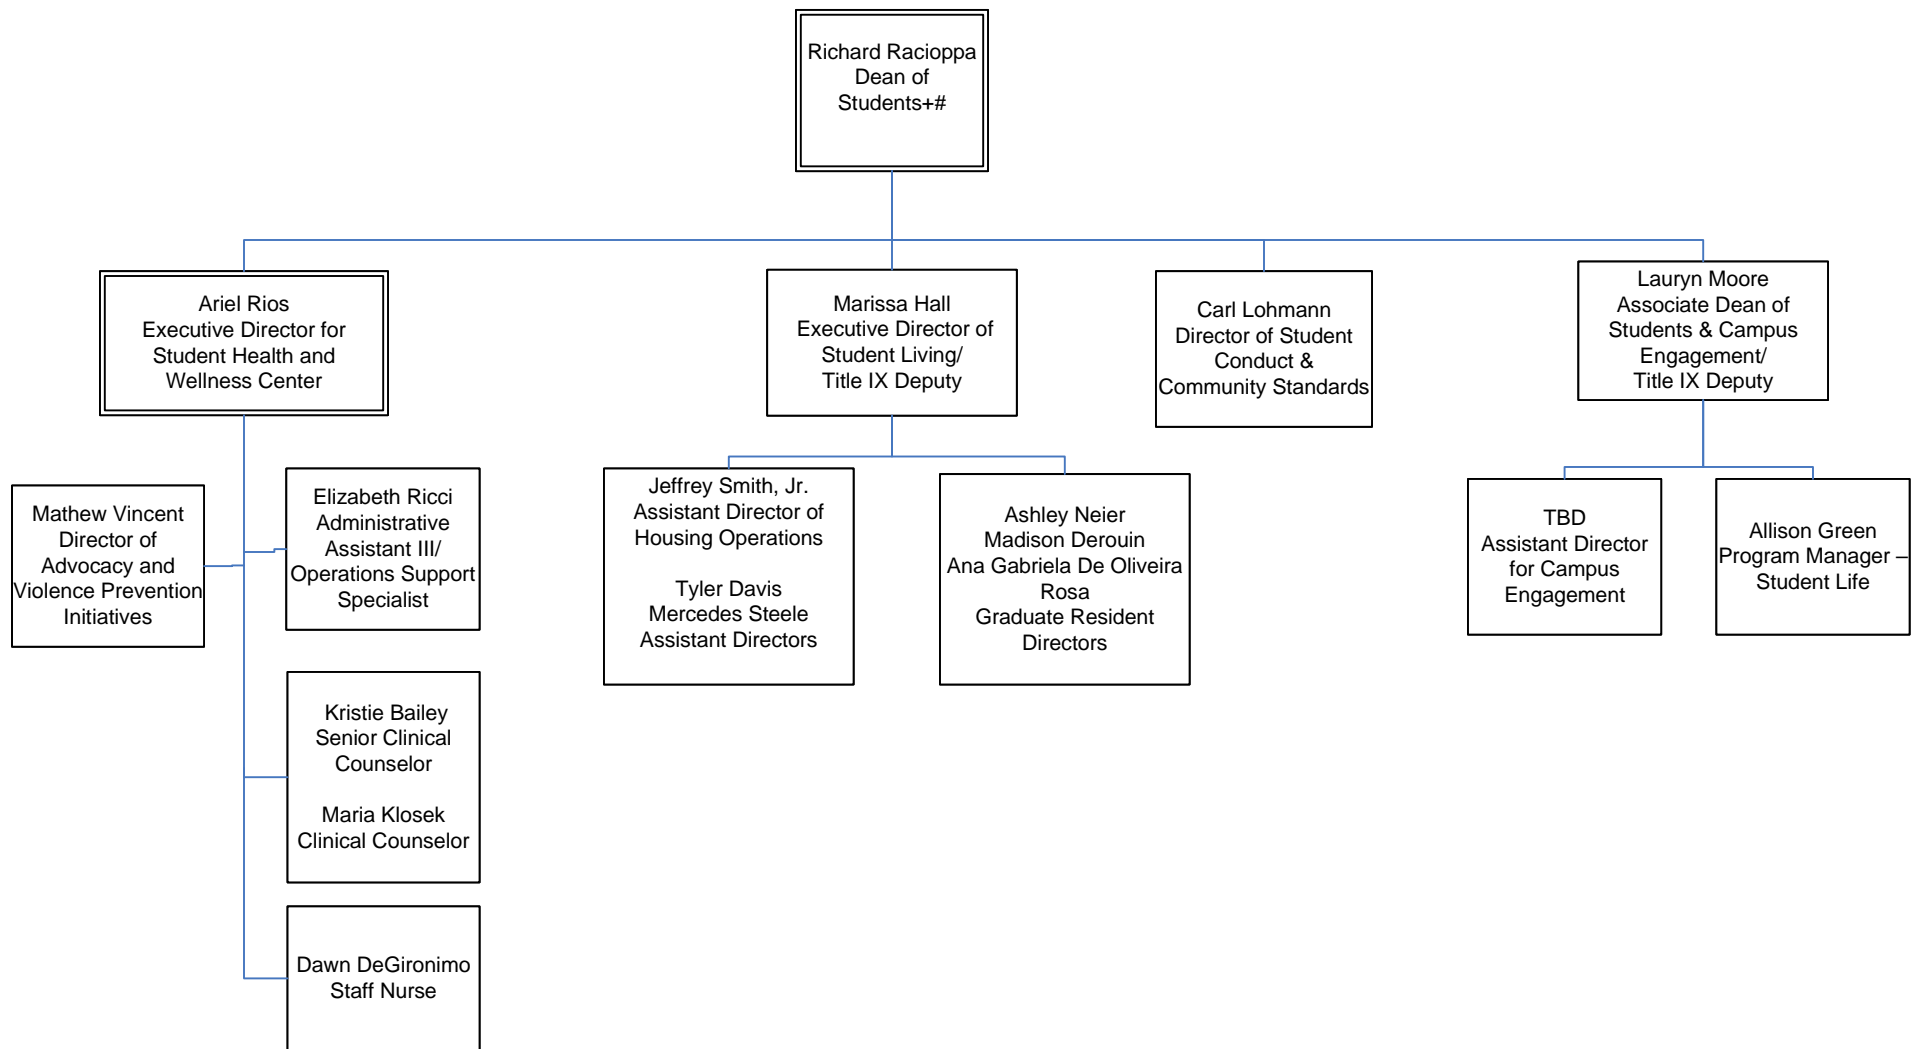 Richard Racioppa
Dean of
Students+#
Ariel Rios
Executive Director for
Student Health and
Wellness Center
Marissa Hall
Executive Director of
Student Living/
Title IX Deputy
Carl Lohmann
Director of Student
Conduct &
Community Standards
Lauryn Moore
Associate Dean of
Students & Campus
Engagement/
Title IX Deputy
Mathew Vincent
Director of
Advocacy and
Violence Prevention
Initiatives
Elizabeth Ricci
Administrative
Assistant III/
Operations Support
Specialist
Kristie Bailey
Senior Clinical
Counselor
Maria Klosek
Clinical Counselor
Dawn DeGironimo
Staff Nurse
Jeffrey Smith, Jr.
Assistant Director of
Housing Operations
Tyler Davis
Mercedes Steele
Assistant Directors
Ashley Neier
Madison Derouin
Ana Gabriela De Oliveira
Rosa
Graduate Resident
Directors
TBD
Assistant Director
for Campus
Engagement
Allison Green
Program Manager –
Student Life